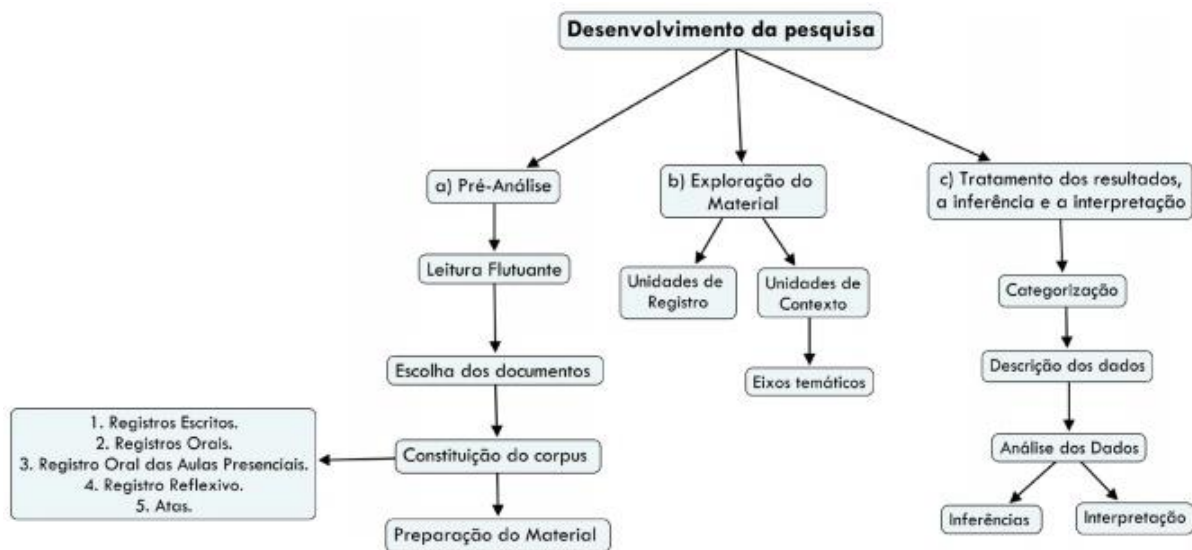 Desenvolvimento da pesquisa
a) Pré-Análise
Leitura Flutuante
Escolha dos documentos
Constituição do corpus
1. Registros Escritos.
2. Registros Orais.
3. Registro Oral das Aulas Presenciais.
4. Registro Reflexivo.
5. Atas.
Preparação do Material
b) Exploração do
Material
Unidades de
Registro
Unidades de
Contexto
Eixos temáticos
c) Tratamento dos resultados,
a inferência e a interpretação
Categorização
Descrição dos dados
Análise dos Dados
Inferências
Interpretação